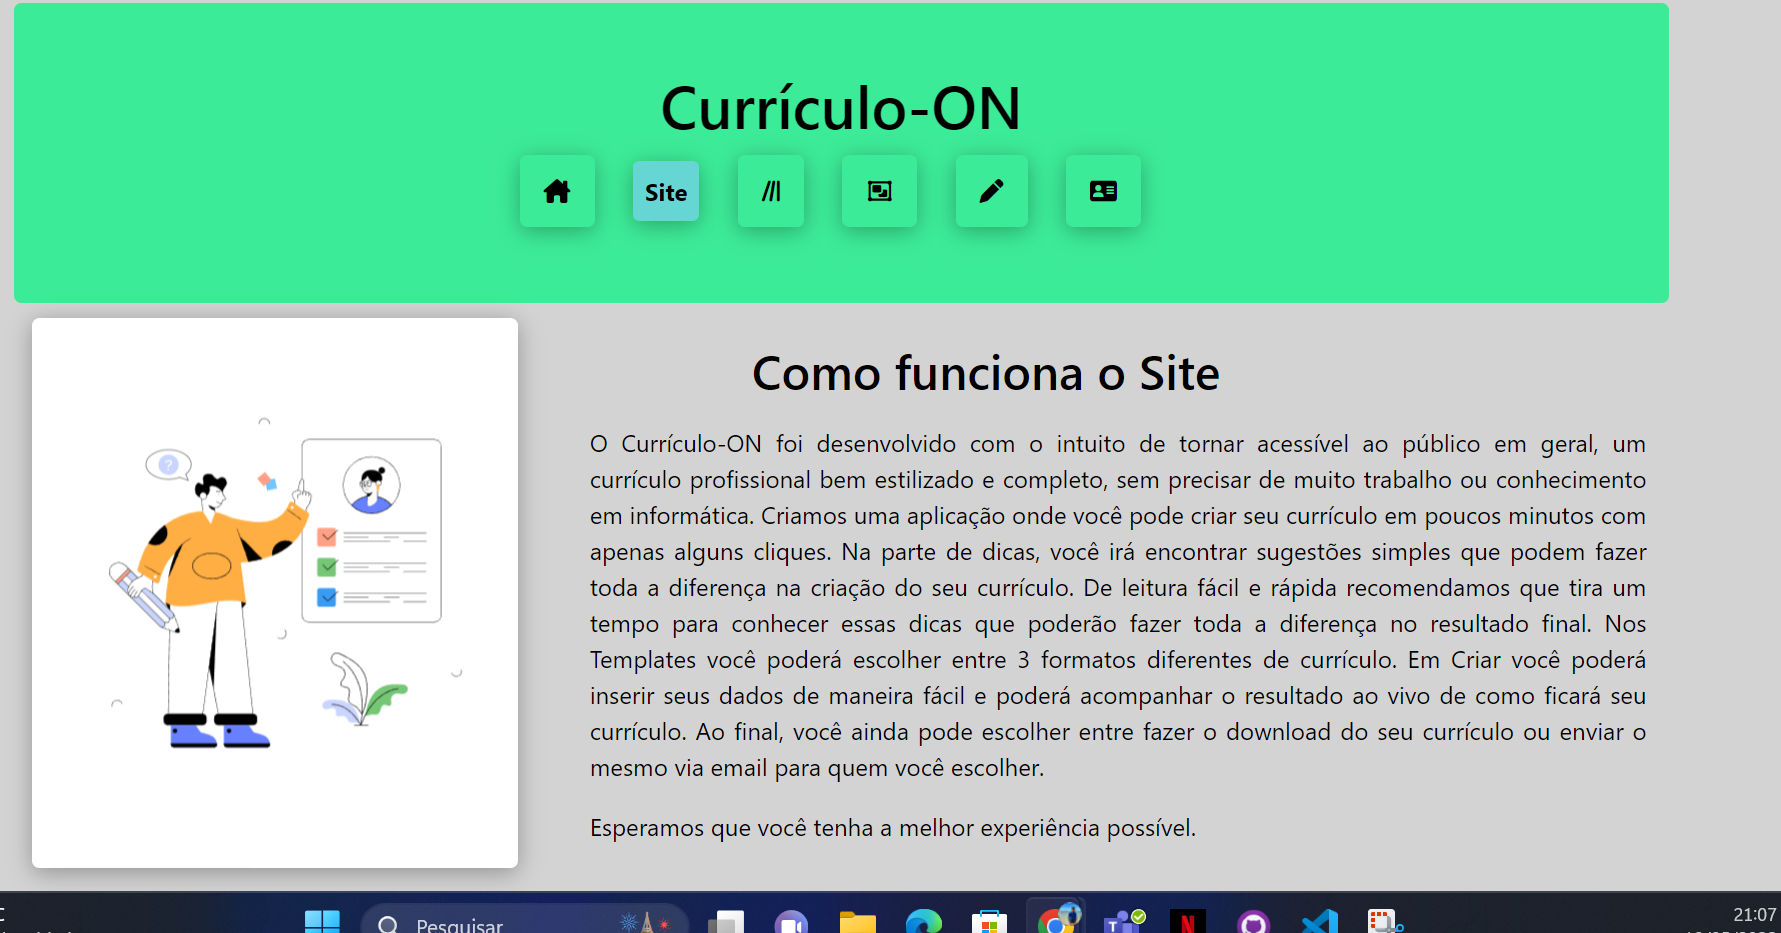 Currículo-ON
Site
Como funciona o Site
O Currículo-ON foi desenvolvido com o intuito de tornar acessível ao público em geral, um
currículo profissional bem estilizado e completo, sem precisar de muito trabalho ou conhecimento
em informática. Criamos uma aplicação onde você pode criar seu currículo em poucos minutos com
apenas alguns cliques. Na parte de dicas, você irá encontrar sugestões simples que podem fazer
toda a diferença na criação do seu currículo. De leitura fácil e rápida recomendamos que tira um
tempo para conhecer essas dicas que poderão fazer toda a diferença no resultado final. Nos
Templates você poderá escolher entre 3 formatos diferentes de currículo. Em Criar você poderá
inserir seus dados de maneira fácil e poderá acompanhar o resultado ao vivo de como ficará seu
currículo. Ao final, você ainda pode escolher entre fazer o download do seu currículo ou enviar o
mesmo via email para quem você escolher.
Esperamos que você tenha a melhor experiência possível.
Pesquisar
21:07